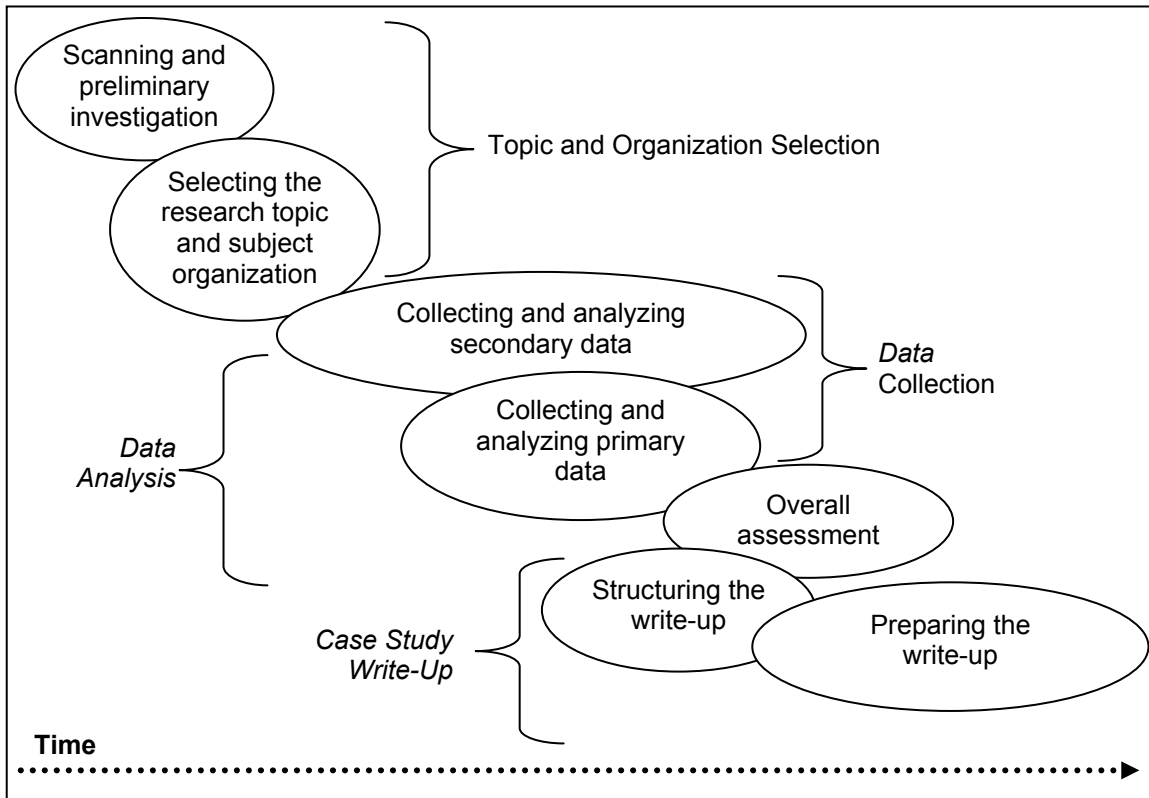 Scanning and
preliminary
investigation
Topic and Organization Selection
Selecting the
research topic
and subject
organization
Collecting and analyzing
secondary data
Data
Collection
Collecting and
analyzing primary
data
Data
Analysis
Overall
assessment
Structuring the
write-up
Preparing the
write-up
Case Study
Write-Up
Time